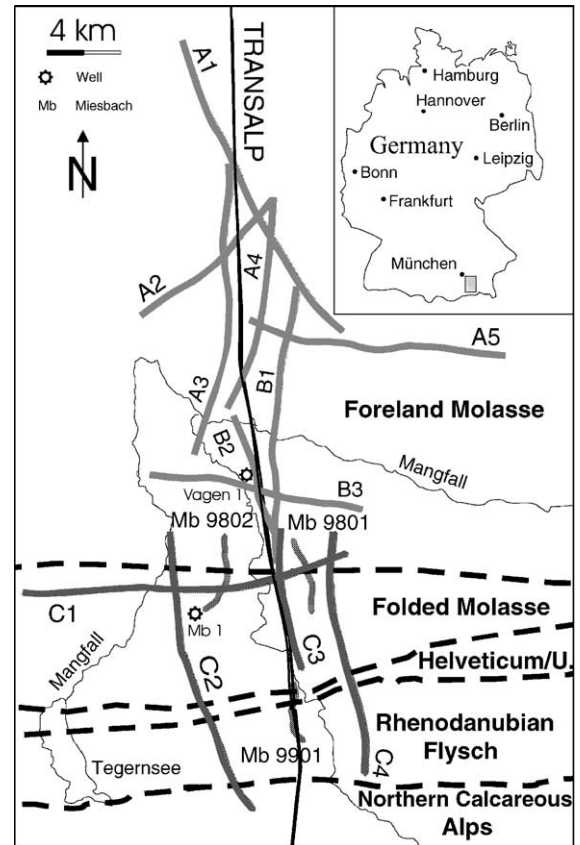 4 km
Well
Mb Miesbach
N
TRANSALP
A1
A2
A3
A4
A5
B1
B2
B3
Hamburg
Hannover
Berlin
Germany
Leipzig
Bonn
Frankfurt
München
Foreland Molasse
Mangfall
Vagen 1
Mb 9802
Mb 9801
Folded Molasse
C1
Mb 1
C3
Helveticum/U.
Mangfall
C2
Rhenodanubian
Flysch
Mb 9901
C4
Tegernsee
Northern Calcareous
Alps